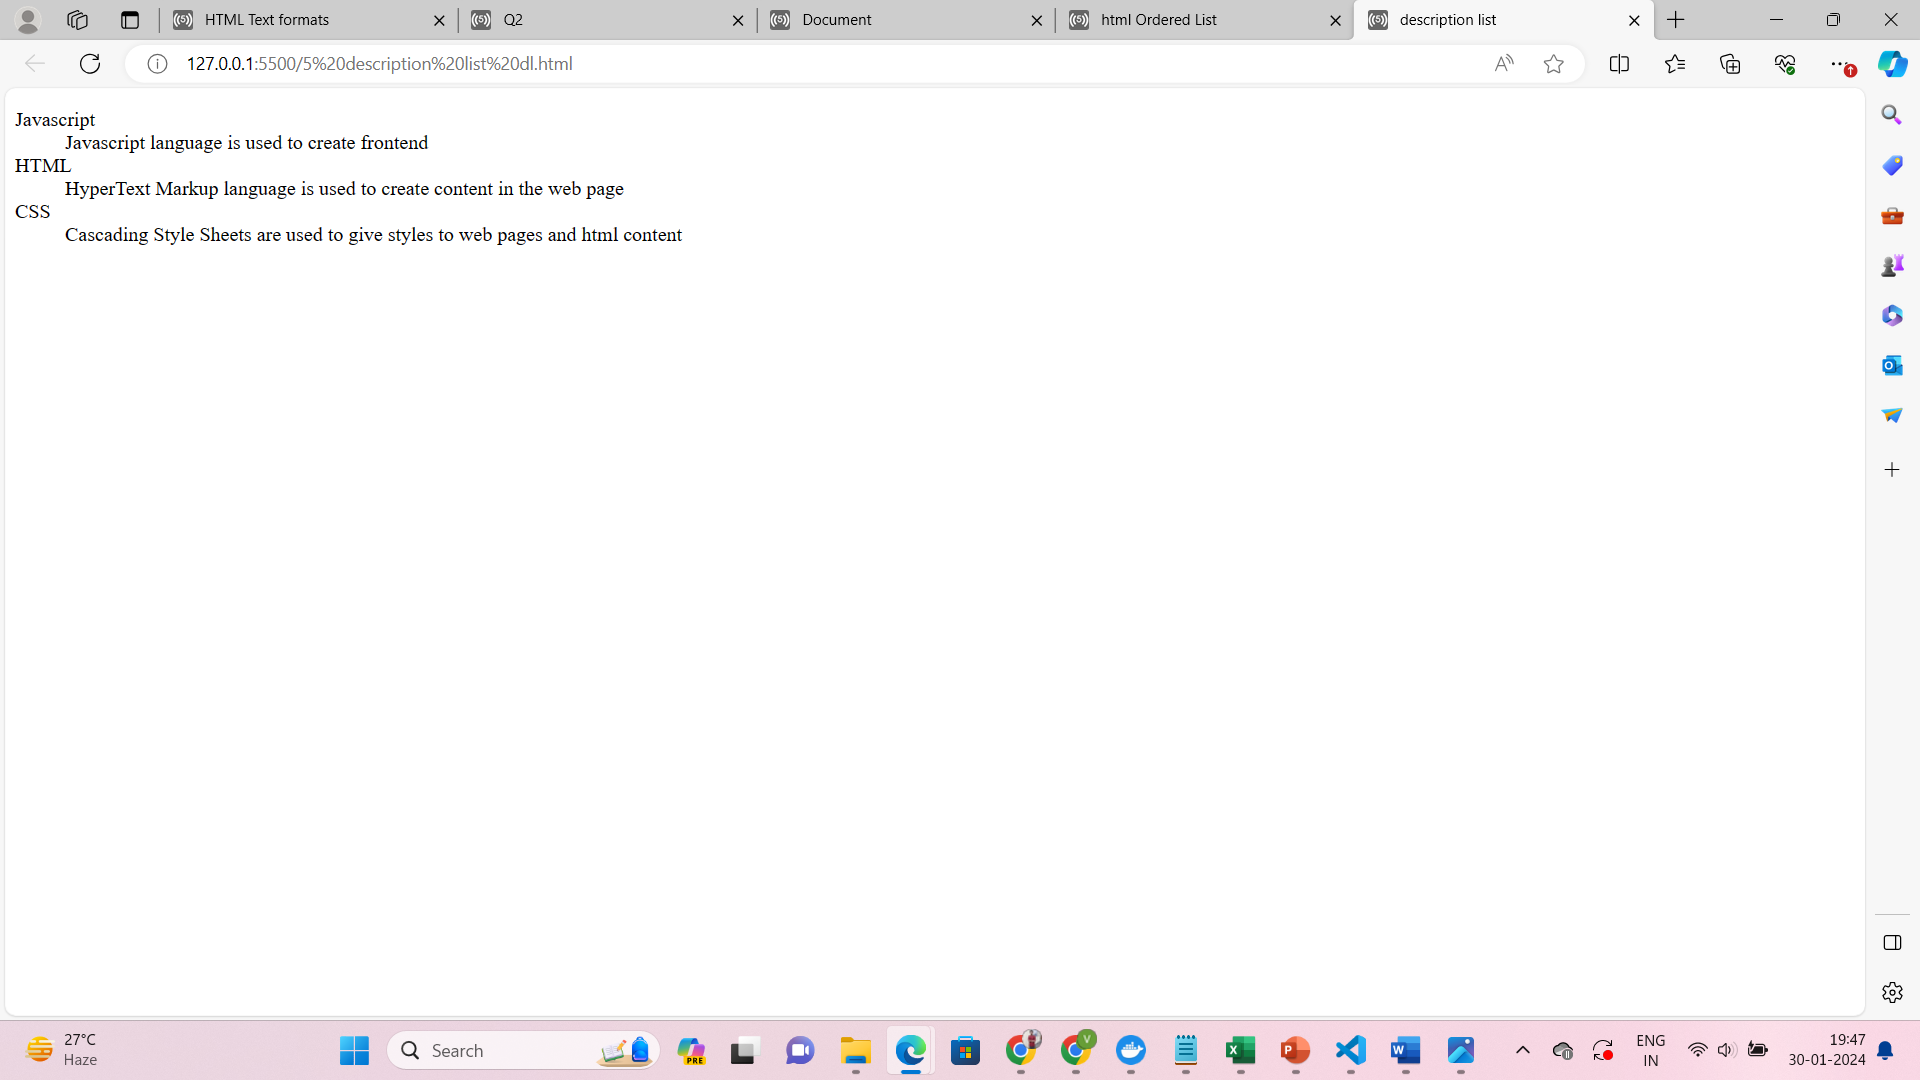 HTML Text formats
Q2
Document
html Ordered List
description list
127.0.0.1:5500/5%20description%20list%20dl.html
Javascript
Javascript language is used to create frontend
HTML
HyperText Markup language is used to create content in the web page
CSS
Cascading Style Sheets are used to give styles to web pages and html content
27°C
Haze
Search
PRE
V
ENG
IN
19:47
30-01-2024